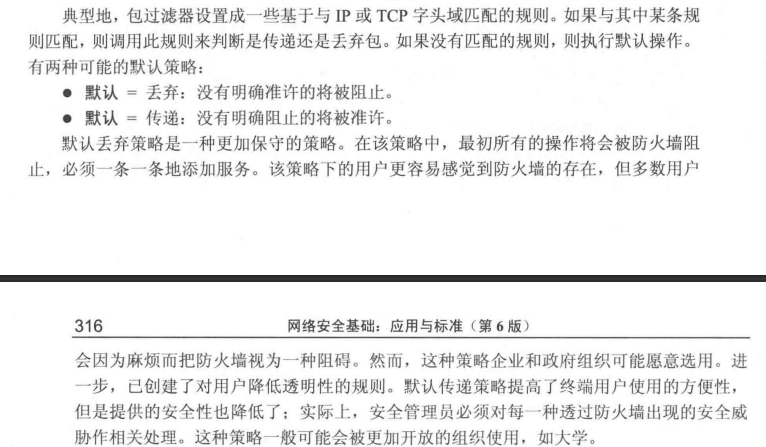 典型地，包过滤器设置成一些基于与 IP 或 TCP 字头域匹配的规则。如果与其中某条规
则匹配，则调用此规则来判断是传递还是丢弃包。如果没有匹配的规则，则执行默认操作。
有两种可能的默认策略：
● 默认 = 丢弃：没有明确准许的将被阻止。
● 默认 = 传递：没有明确阻止的将被准许。
默认丢弃策略是一种更加保守的策略。在该策略中，最初所有的操作将会被防火墙阻
止，必须一条一条地添加服务。该策略下的用户更容易感觉到防火墙的存在，但多数用户
316 网络安全基础：应用与标准（第 6 版）
会因为麻烦而把防火墙视为一种阻碍。然而，这种策略企业和政府组织可能愿意选用。进
一步，已创建了对用户降低透明性的规则。默认传递策略提高了终端用户使用的方便性，
但是提供的安全性也降低了；实际上，安全管理员必须对每一种透过防火墙出现的安全威
胁作相关处理。这种策略一般可能会被更加开放的组织使用，如大学。